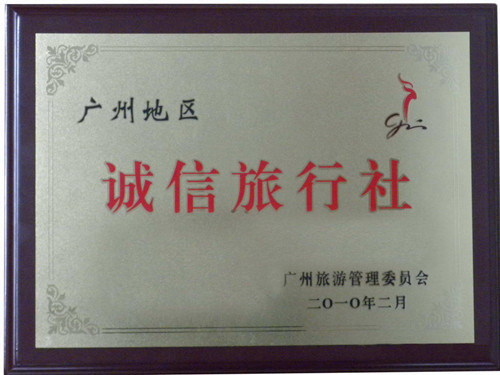 广州地区
诚信旅行社
广州旅游管理委员会
二〇一〇年二月